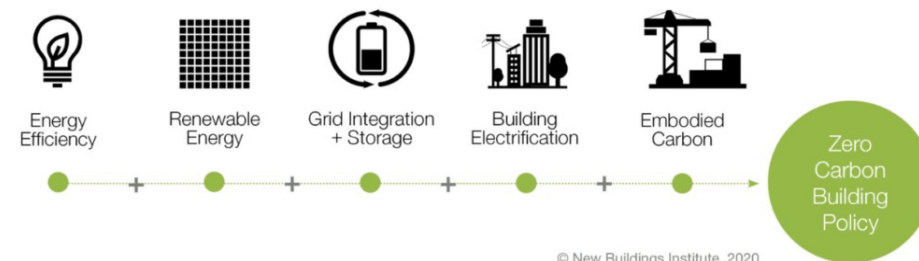 Energy
Efficiency
Renewable
Energy
Grid Integration
+ Storage
Building
Electrification
Embodied
Carbon
+
+
+
+
Zero
Carbon
Building
Policy
© New Buildings Institute, 2020